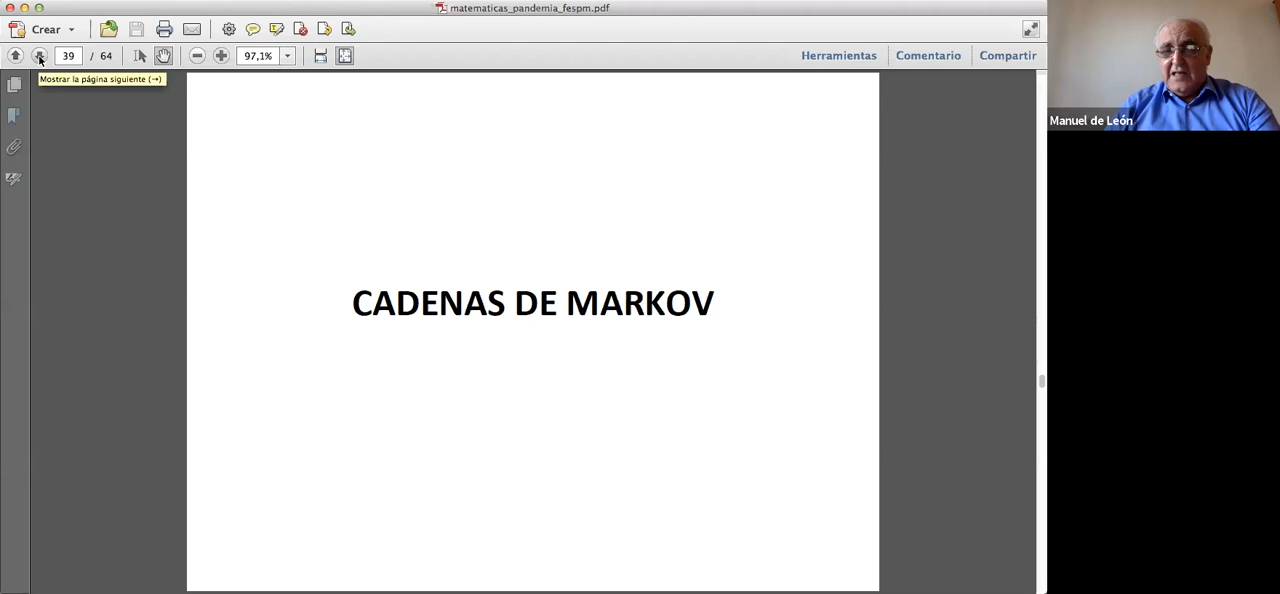 matematicas_pandemia_fespm.pdf
Crear
39 / 64
97,1%
Herramientas
Comentario
Compartir
Mostrar la página siguiente (→)
Manuel de León
CADENAS DE MARKOV